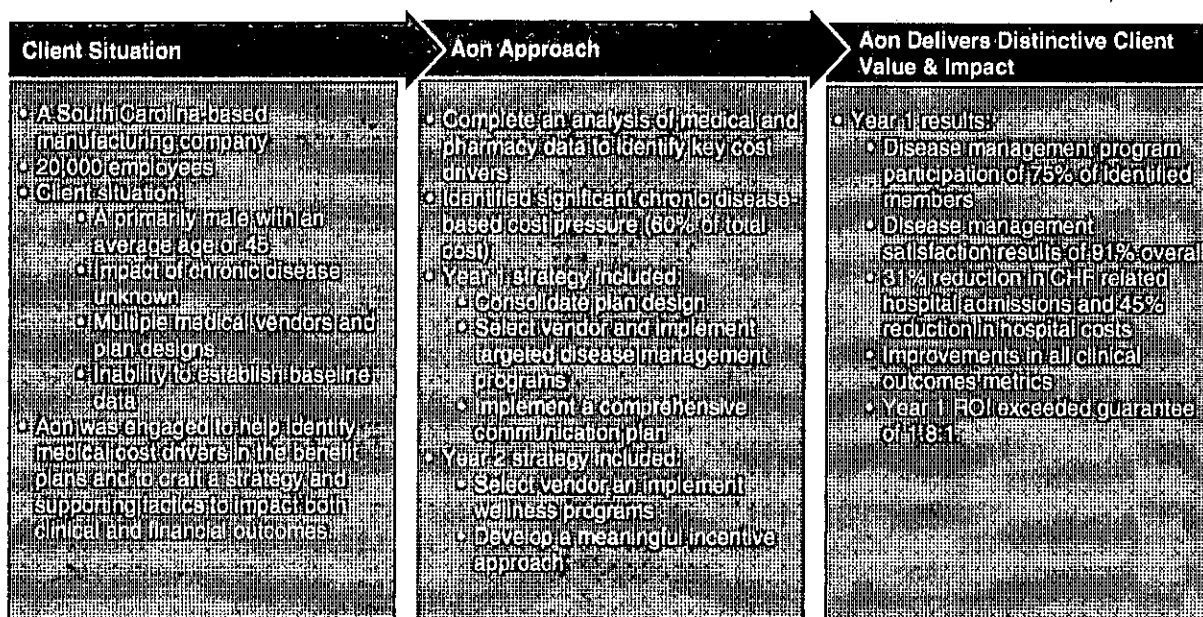 Client Situation
• A South Carolina-based
manufacturing company
• 20,000 employees
• Client situation:
• A primarily male with an
average age of 45
• Impact of chronic disease
unknown
• Multiple medical vendors and
plan designs
• Inability to establish baseline
data
• Aon was engaged to help identify
medical cost drivers in the benefit
plans and to craft a strategy and
supporting tactics to impact both
clinical and financial outcomes.
Aon Approach
• Complete an analysis of medical and
pharmacy data to identify key cost
drivers
• Identified significant chronic disease-
based cost pressure (60% of total
cost)
• Year 1 strategy included:
• Consolidate plan design
• Select vendor and implement
targeted disease management
programs
• Implement a comprehensive
communication plan
• Year 2 strategy included:
• Select vendor an implement
wellness programs
• Develop a meaningful incentive
approach
Aon Delivers Distinctive Client
Value & Impact
• Year 1 results:
• Disease management program
participation of 75% of identified
members
• Disease management
satisfaction results of 91% overall
• 31% reduction in CHF related
hospital admissions and 45%
reduction in hospital costs
• Improvements in all clinical
outcomes metrics
• Year 1 ROI exceeded guarantee
of 1.8:1.